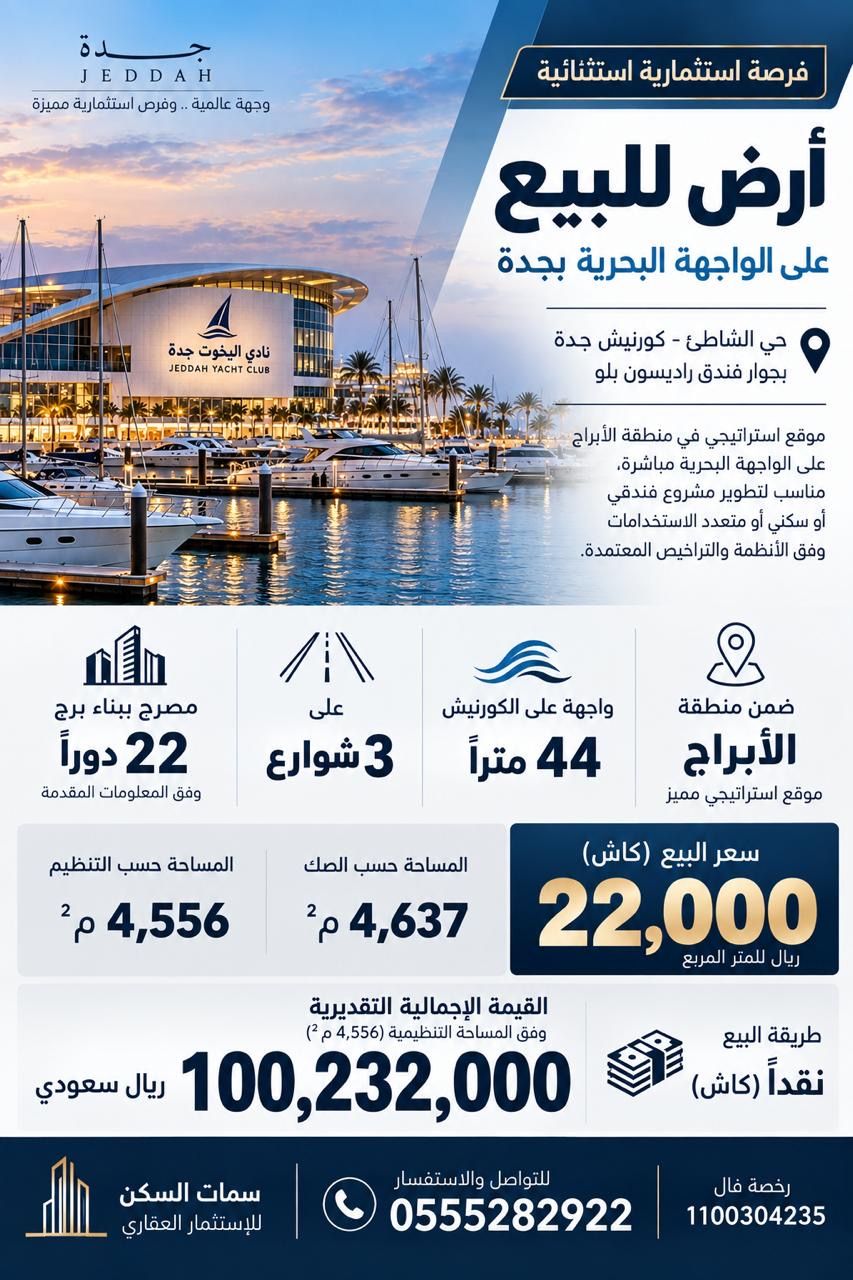 جـــدة
JEDDAH
وجهة عالمية .. وفرص استثمارية مميزة
فرصة استثمارية استثنائية
أرض للبيع
على الواجهة البحرية بجدة
حي الشاطئ - كورنيش جدة
بجوار فندق راديسون بلو
موقع استراتيجي في منطقة الأبراج
على الواجهة البحرية مباشرة،
مناسب لتطوير مشروع فندقي
أو سكني أو متعدد الاستخدامات
وفق الأنظمة والتراخيص المعتمدة.
نادي اليخوت جدة
JEDDAH YACHT CLUB
ضمن منطقة
الأبراج
موقع استراتيجي مميز
واجهة على الكورنيش
44 متراً
على
3 شوارع
مصرح ببناء برج
22 دوراً
وفق المعلومات المقدمة
سعر البيع (كاش)
22,000
ريال للمتر المربع
المساحة حسب الصك
4,637 م²
المساحة حسب التنظيم
4,556 م²
طريقة البيع
نقداً (كاش)
القيمة الإجمالية التقديرية
وفق المساحة التنظيمية (4,556 م²)
100,232,000 ريال سعودي
رخصة فال
1100304235
للتواصل والاستفسار
0555282922
سمات السكن
للإستثمار العقاري